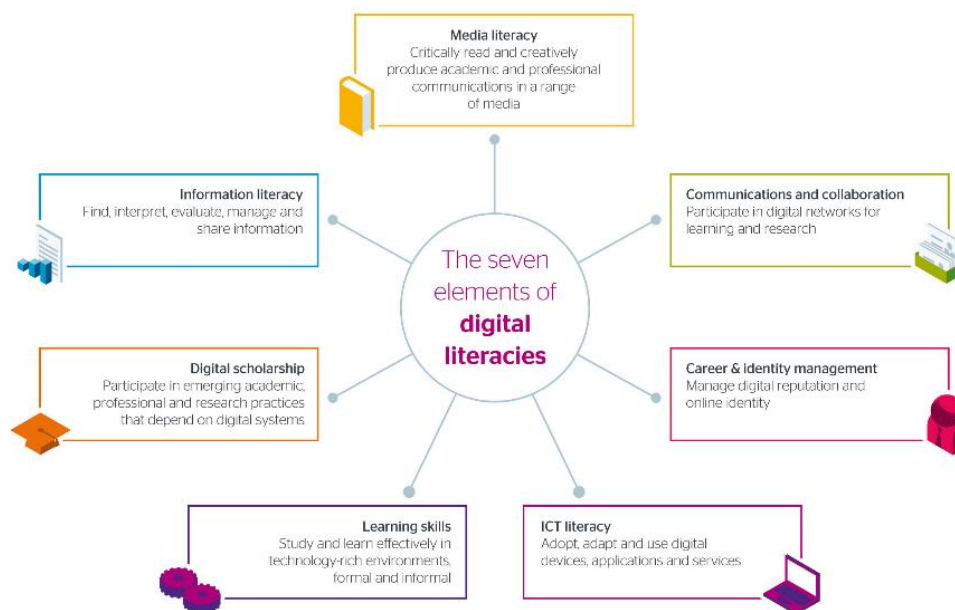 Media literacy
Critically read and creatively
produce academic and professional
communications in a range
of media
Information literacy
Find, interpret, evaluate, manage and
share information
Communications and collaboration
Participate in digital networks for
learning and research
The seven
elements of
digital
literacies
Digital scholarship
Participate in emerging academic,
professional and research practices
that depend on digital systems
Career & identity management
Manage digital reputation and
online identity
Learning skills
Study and learn effectively in
technology-rich environments,
formal and informal
ICT literacy
Adopt, adapt and use digital
devices, applications and services